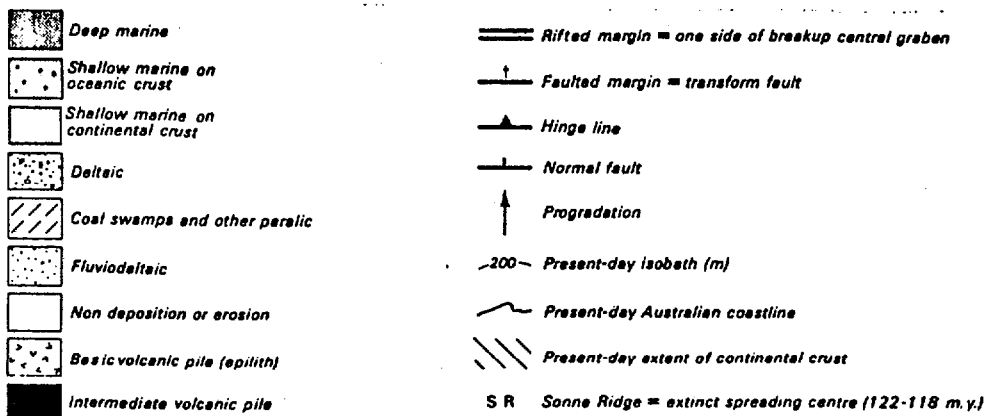 Deep marine
Shallow marine on
oceanic crust
Shallow marine on
continental crust
Deltaic
Coal swamps and other paralic
Fluviodeltaic
Non deposition or erosion
Basic volcanic pile (epilith)
Intermediate volcanic pile
Rifted margin = one side of breakup central graben
Faulted margin = transform fault
Hinge line
Normal fault
Progradation
200 Present-day isobath (m)
Present-day Australian coastline
Present-day extent of continental crust
S R Sonne Ridge = extinct spreading centre (122-118 m.y.)